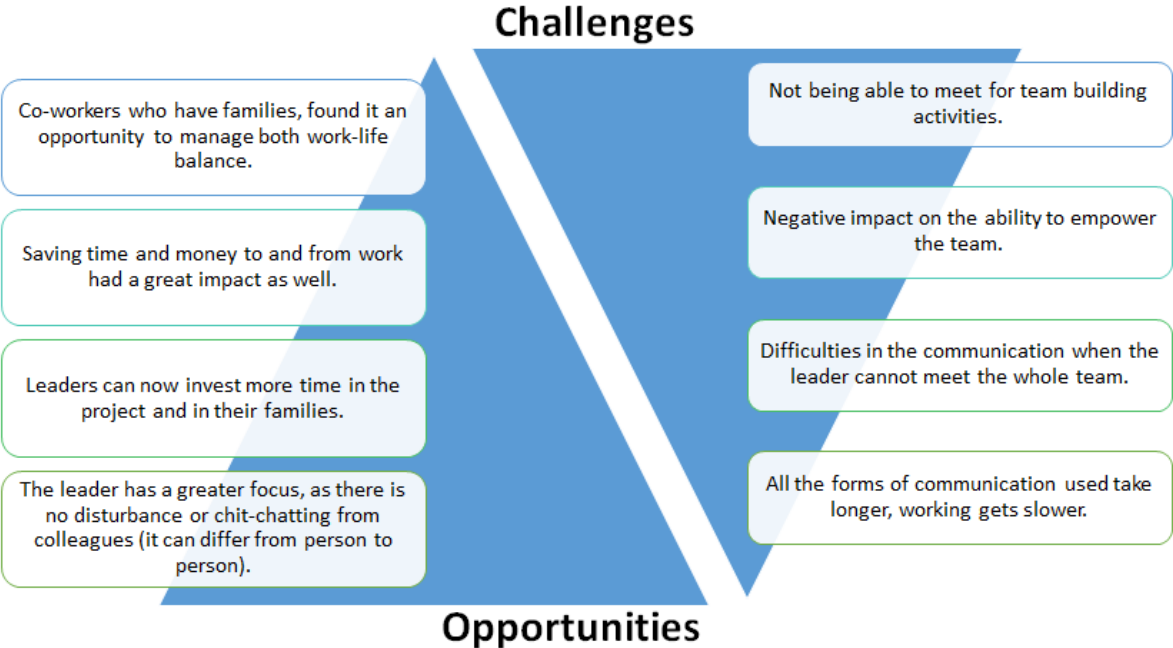 Challenges
Co-workers who have families, found it an
opportunity to manage both work-life
balance.
Saving time and money to and from work
had a great impact as well.
Leaders can now invest more time in the
project and in their families.
The leader has a greater focus, as there is
no disturbance or chit-chatting from
colleagues (it can differ from person to
person).
Not being able to meet for team building
activities.
Negative impact on the ability to empower
the team.
Difficulties in the communication when the
leader cannot meet the whole team.
All the forms of communication used take
longer, working gets slower.
Opportunities